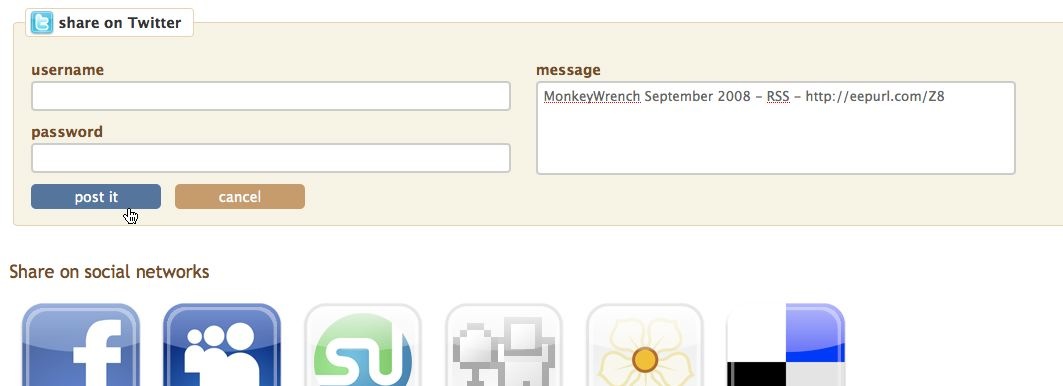 share on Twitter
username
message
MonkeyWrench September 2008 – RSS – http://eepurl.com/Z8
password
post it
cancel
Share on social networks
f
su